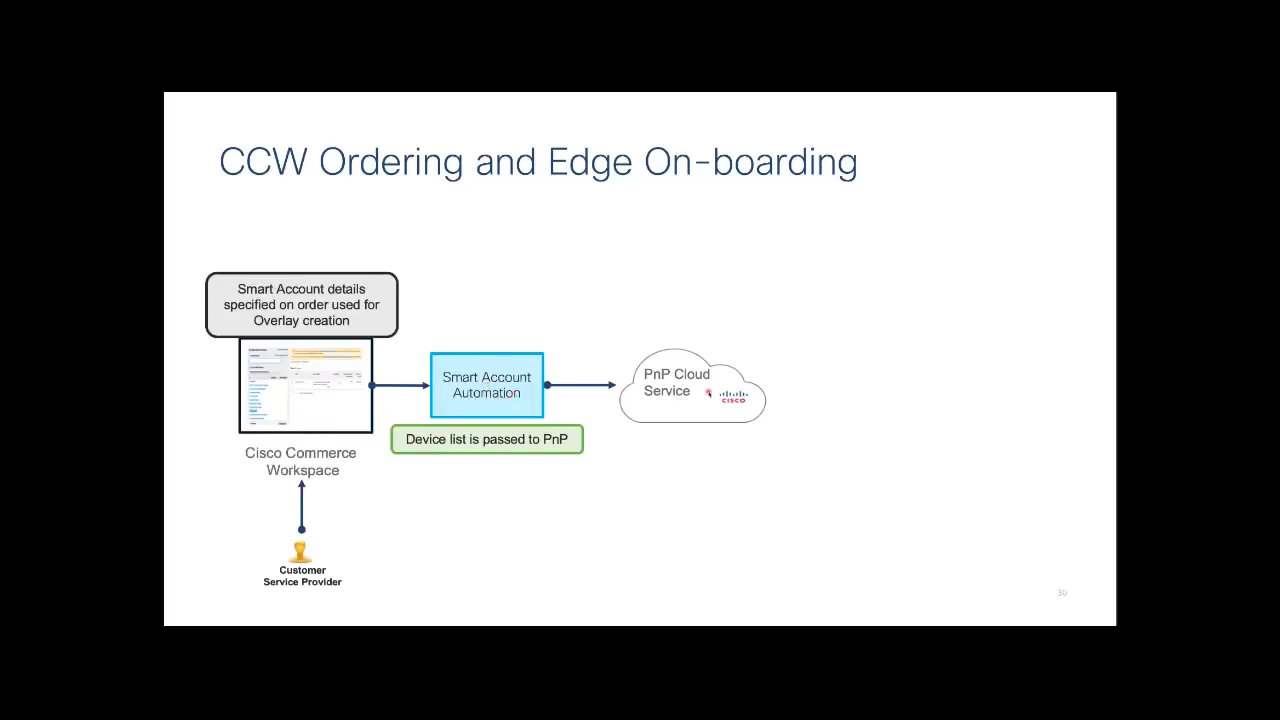 CCW Ordering and Edge On-boarding
Smart Account details
specified on order used for
Overlay creation
Smart Account
Automation
PnP Cloud
Service
CISCO
Device list is passed to PnP
Cisco Commerce
Workspace
Customer
Service Provider
30